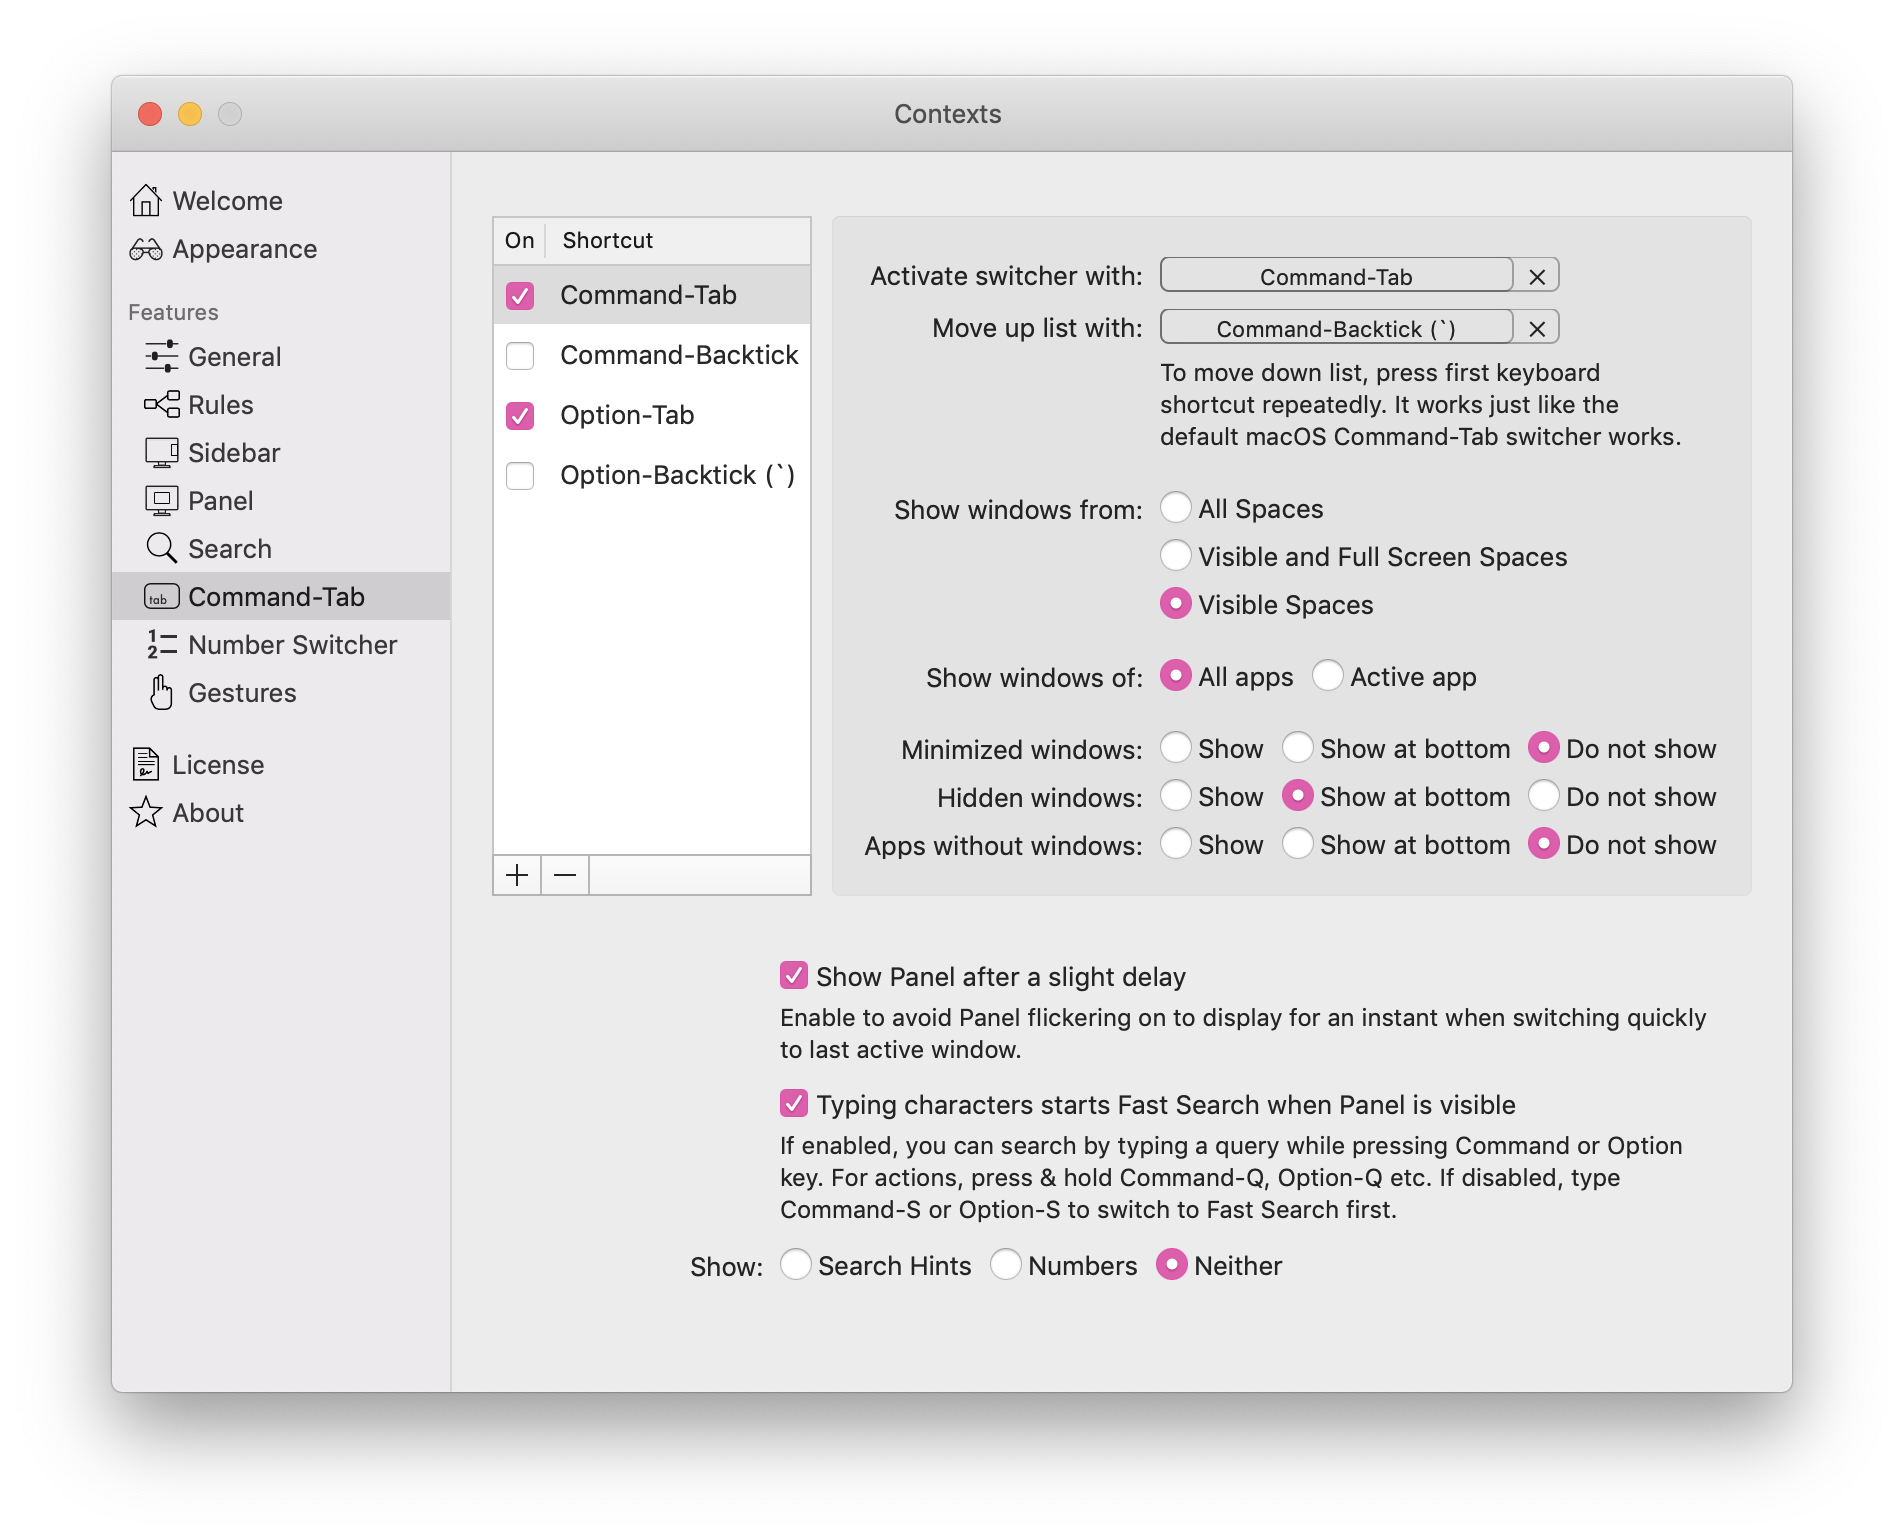 Contexts
Welcome
Appearance
Features
General
Rules
Sidebar
Panel
Search
tab Command-Tab
1 2 Number Switcher
Gestures
License
About
On Shortcut
Command-Tab
Command-Backtick
Option-Tab
Option-Backtick (`)
Activate switcher with: Command-Tab
Move up list with: Command-Backtick (`)
To move down list, press first keyboard
shortcut repeatedly. It works just like the
default macOS Command-Tab switcher works.
Show windows from: All Spaces
Visible and Full Screen Spaces
Visible Spaces
Show windows of: All apps Active app
Minimized windows: Show Show at bottom Do not show
Hidden windows: Show Show at bottom Do not show
Apps without windows: Show Show at bottom Do not show
Show Panel after a slight delay
Enable to avoid Panel flickering on to display for an instant when switching quickly
to last active window.
Typing characters starts Fast Search when Panel is visible
If enabled, you can search by typing a query while pressing Command or Option
key. For actions, press & hold Command-Q, Option-Q etc. If disabled, type
Command-S or Option-S to switch to Fast Search first.
Show: Search Hints Numbers Neither